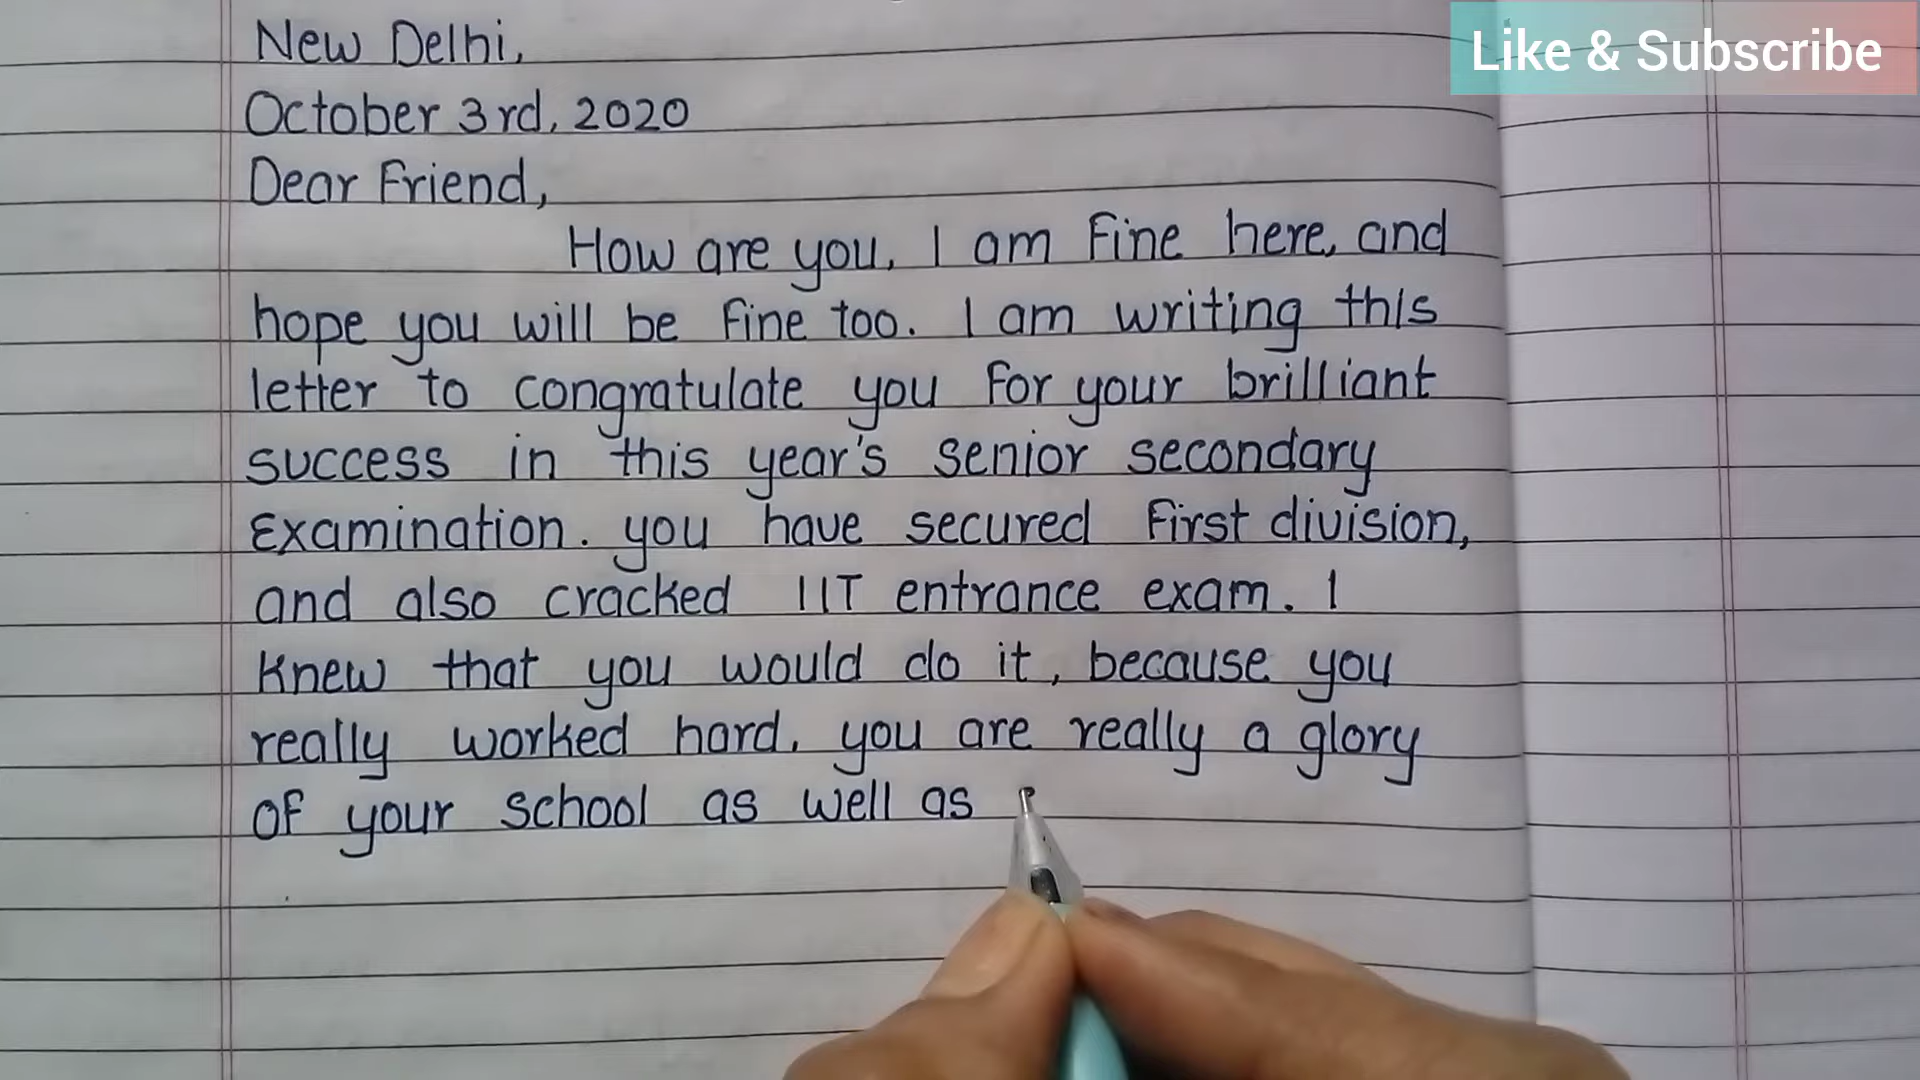 New Delhi,
Like & Subscribe
October 3rd, 2020
Dear Friend,
How are you, I am fine here, and
hope you will be fine too. I am writing this
letter to congratulate you for your brilliant
success in this year's senior secondary
Examination. you have secured first division,
and also cracked IIT entrance exam. I
knew that you would do it, because you
really worked hard. you are really a glory
of your school as well as